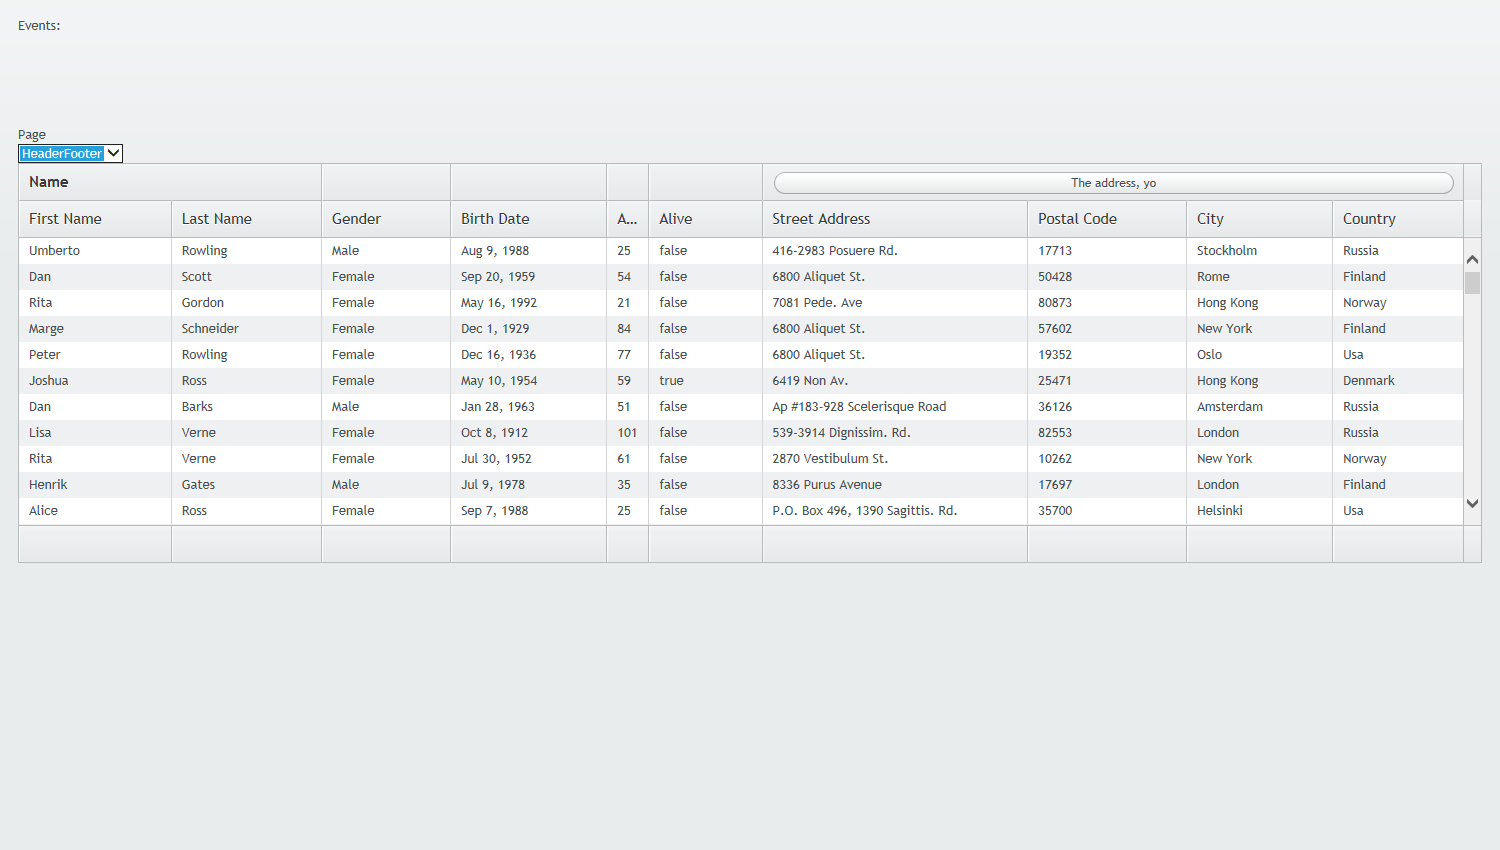 Events:
Page
HeaderFooter
Name The address, yo
First Name Last Name Gender Birth Date A... Alive Street Address Postal Code City Country
Umberto Rowling Male Aug 9, 1988 25 false 416-2983 Posuere Rd. 17713 Stockholm Russia
Dan Scott Female Sep 20, 1959 54 false 6800 Aliquet St. 50428 Rome Finland
Rita Gordon Female May 16, 1992 21 false 7081 Pede. Ave 80873 Hong Kong Norway
Marge Schneider Female Dec 1, 1929 84 false 6800 Aliquet St. 57602 New York Finland
Peter Rowling Female Dec 16, 1936 77 false 6800 Aliquet St. 19352 Oslo Usa
Joshua Ross Female May 10, 1954 59 true 6419 Non Av. 25471 Hong Kong Denmark
Dan Barks Male Jan 28, 1963 51 false Ap #183-928 Scelerisque Road 36126 Amsterdam Russia
Lisa Verne Female Oct 8, 1912 101 false 539-3914 Dignissim. Rd. 82553 London Russia
Rita Verne Female Jul 30, 1952 61 false 2870 Vestibulum St. 10262 New York Norway
Henrik Gates Male Jul 9, 1978 35 false 8336 Purus Avenue 17697 London Finland
Alice Ross Female Sep 7, 1988 25 false P.O. Box 496, 1390 Sagittis. Rd. 35700 Helsinki Usa